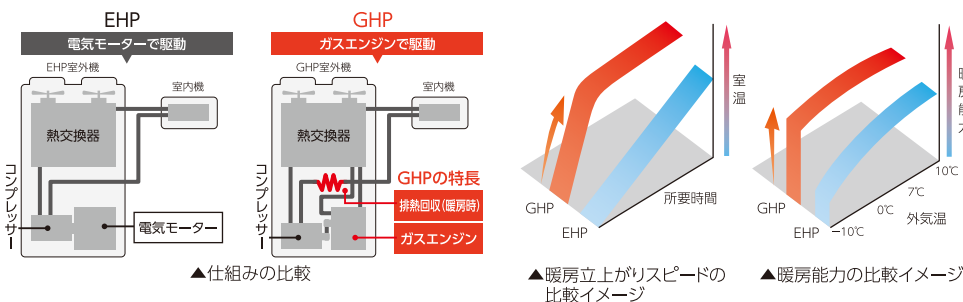 EHP
電気モーターで駆動
EHP室外機
室内機
熱交換器
コンプレッサー
電気モーター
GHP
ガスエンジンで駆動
GHP室外機
室内機
熱交換器
コンプレッサー
GHPの特長
排熱回収(暖房時)
ガスエンジン
▲仕組みの比較
室温
GHP
EHP
所要時間
▲暖房立上がりスピードの
比較イメージ
GHP
EHP
−10℃
0℃
7℃
10℃
外気温
▲暖房能力の比較イメージ